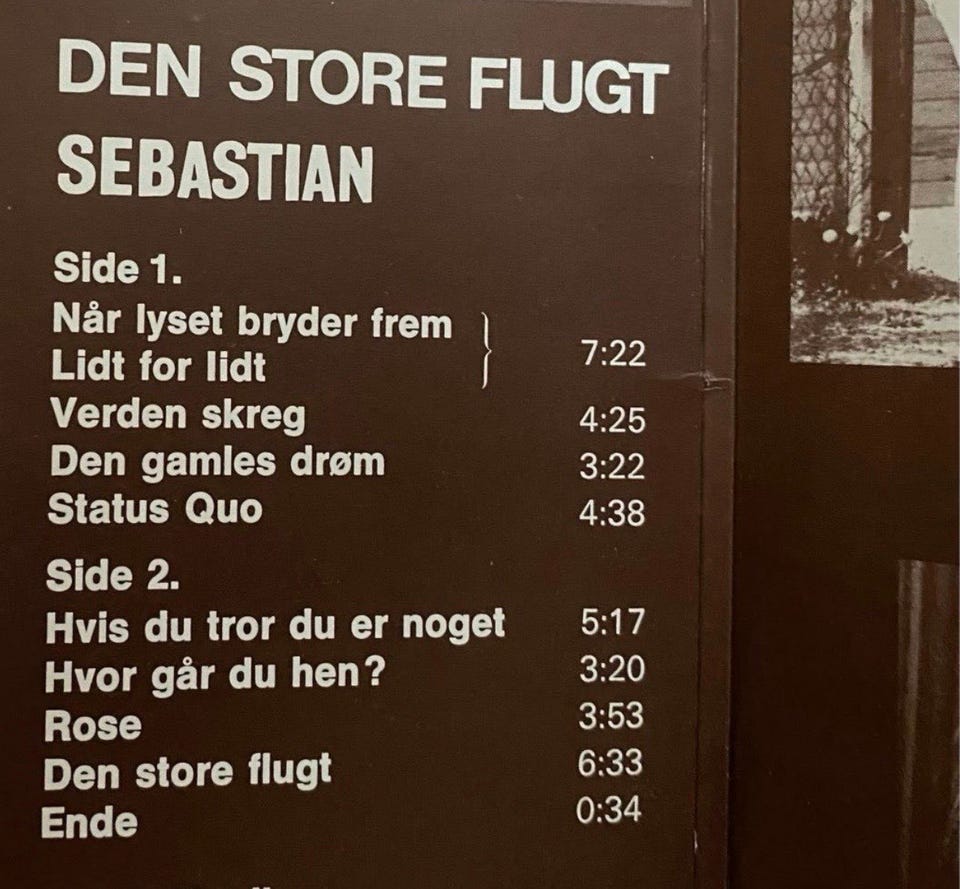 DEN STORE FLUGT
SEBASTIAN
Side 1.
Når lyset bryder frem
Lidt for lidt } 7:22
Verden skreg 4:25
Den gamles drøm 3:22
Status Quo 4:38
Side 2.
Hvis du tror du er noget 5:17
Hvor går du hen? 3:20
Rose 3:53
Den store flugt 6:33
Ende 0:34